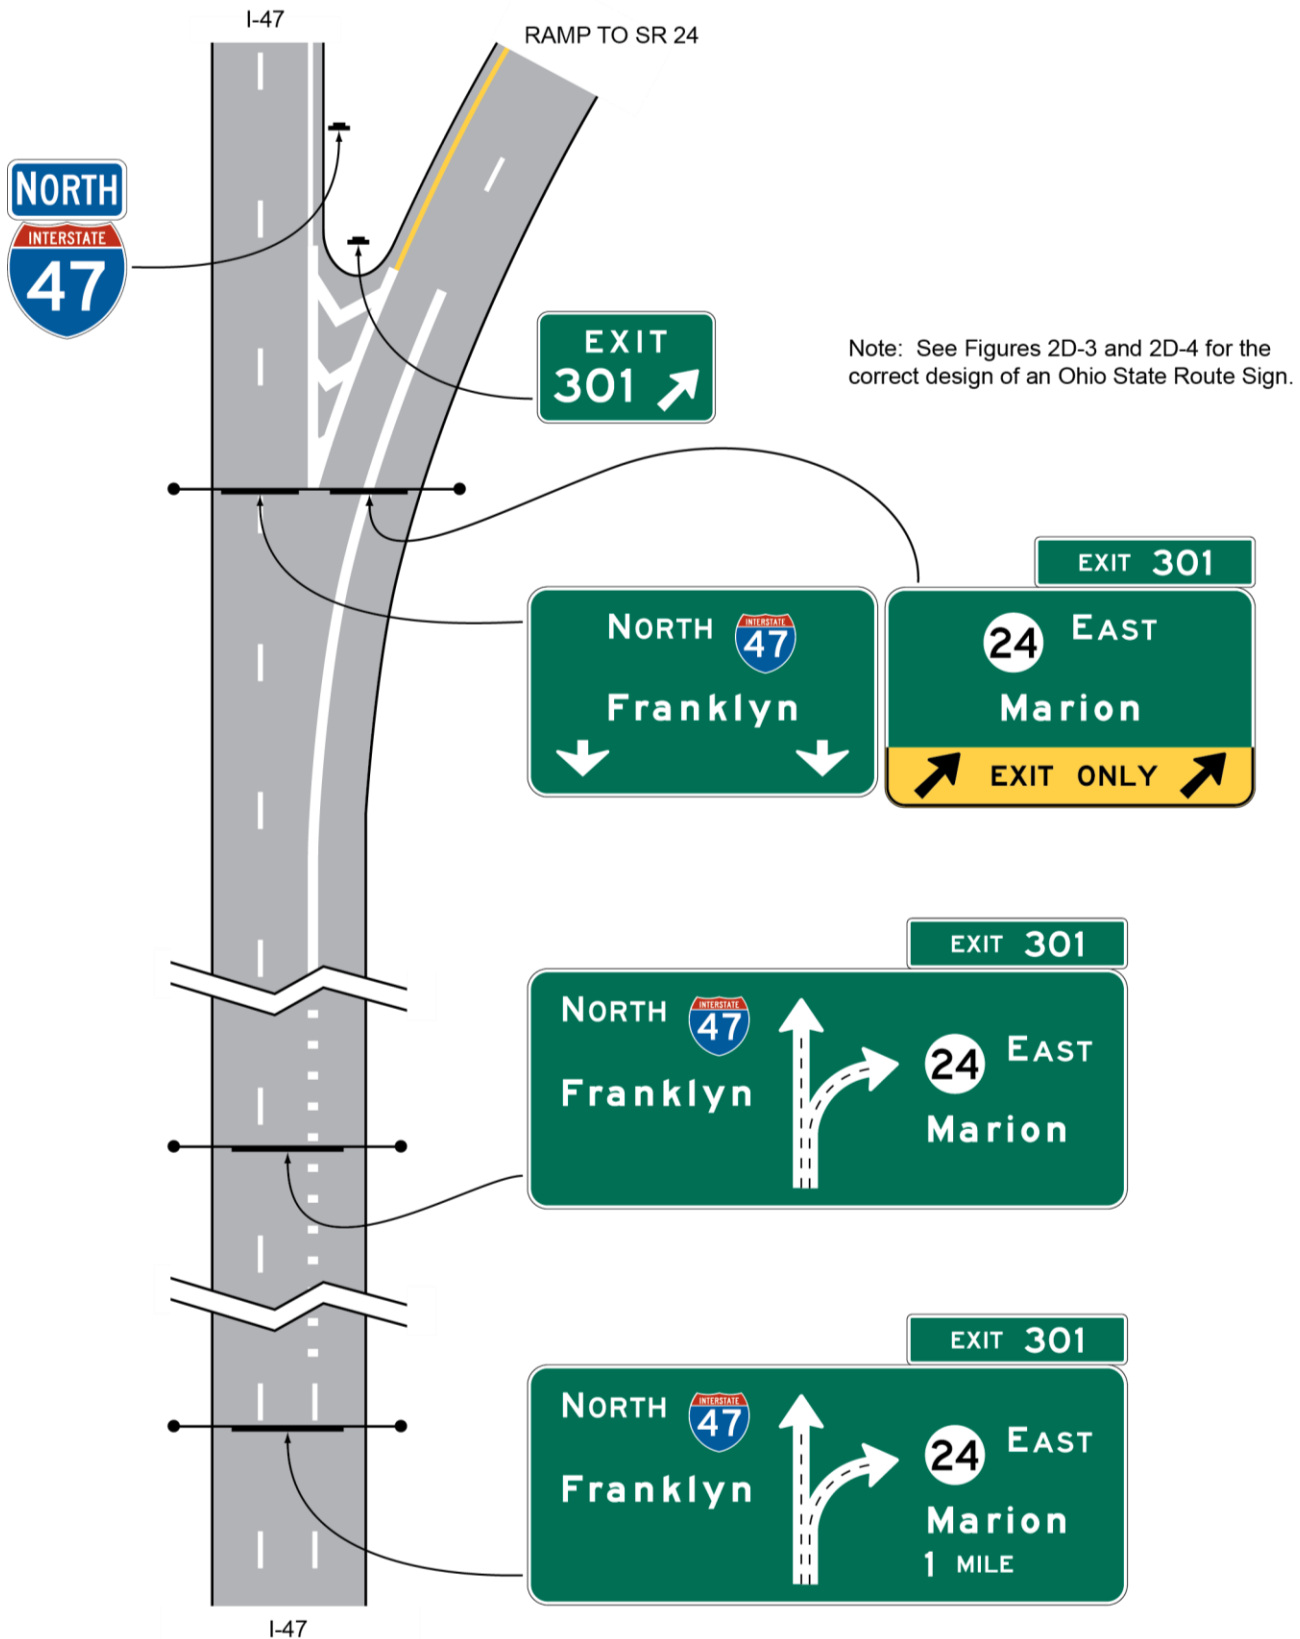 I-47
RAMP TO SR 24
NORTH
INTERSTATE
47
EXIT
301
Note: See Figures 2D-3 and 2D-4 for the
correct design of an Ohio State Route Sign.
EXIT 301
NORTH INTERSTATE 47
Franklyn
24 EAST
Marion
EXIT ONLY
EXIT 301
NORTH INTERSTATE 47
Franklyn
24 EAST
Marion
EXIT 301
NORTH INTERSTATE 47
Franklyn
24 EAST
Marion
1 MILE
I-47